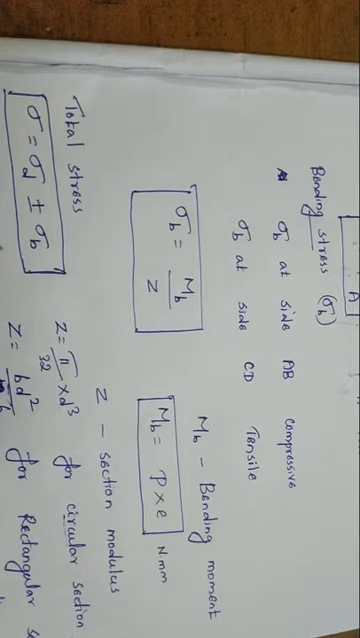 A
Bending stress (σb)
σb at side AB compressive
σb at side CD Tensile
σb = Mb / Z
Mb - Bending moment
Mb = P x e N.mm
Z - section modulus
Total stress
σ = σd ± σb
Z = π/32 x d³ for circular section
Z = bd²/6 for Rectangular